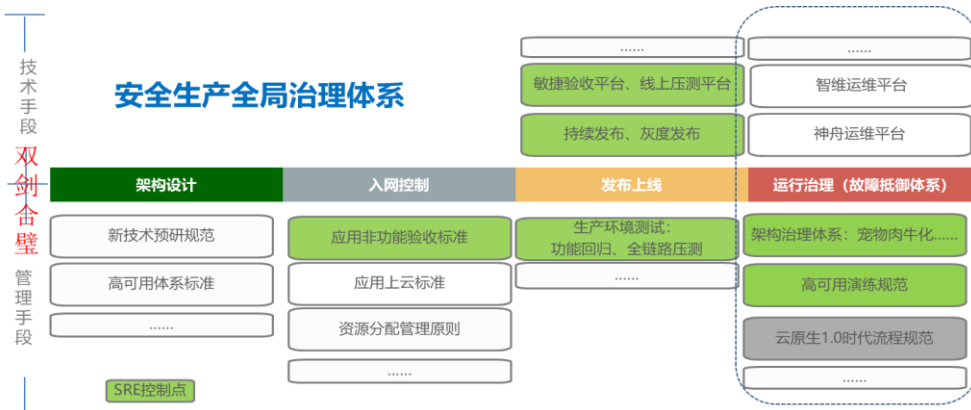 技术手段
双剑合璧
管理手段
安全生产全局治理体系
......
敏捷验收平台、线上压测平台
持续发布、灰度发布
......
智维运维平台
神舟运维平台
架构设计
入网控制
发布上线
运行治理（故障抵御体系）
新技术预研规范
高可用体系标准
......
应用非功能验收标准
应用上云标准
资源分配管理原则
......
生产环境测试：
功能回归、全链路压测
......
架构治理体系：宠物肉牛化......
高可用演练规范
云原生1.0时代流程规范
......
SRE控制点